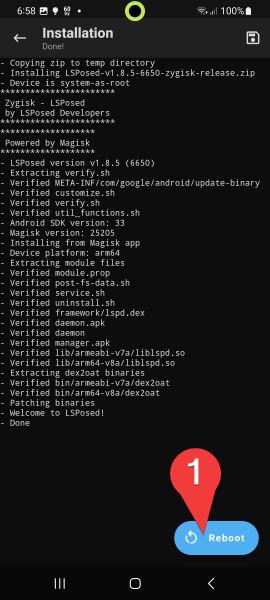 6:58 60 Hz 100%
Installation
Done!
- Copying zip to temp directory
- Installing LSPosed-v1.8.5-6650-zygisk-release.zip
- Device is system-as-root
***********************
 Zygisk - LSPosed
 by LSPosed Developers
***********************
*******************
 Powered by Magisk
*******************
- LSPosed version v1.8.5 (6650)
- Extracting verify.sh
- Verified META-INF/com/google/android/update-binary
- Verified customize.sh
- Verified verify.sh
- Verified util_functions.sh
- Android SDK version: 33
- Magisk version: 25205
- Installing from Magisk app
- Device platform: arm64
- Extracting module files
- Verified module.prop
- Verified post-fs-data.sh
- Verified service.sh
- Verified uninstall.sh
- Verified framework/lspd.dex
- Verified daemon.apk
- Verified daemon
- Verified manager.apk
- Verified lib/armeabi-v7a/liblspd.so
- Verified lib/arm64-v8a/liblspd.so
- Extracting dex2oat binaries
- Verified bin/armeabi-v7a/dex2oat
- Verified bin/arm64-v8a/dex2oat
- Patching binaries
- Welcome to LSPosed!
- Done
1
Reboot